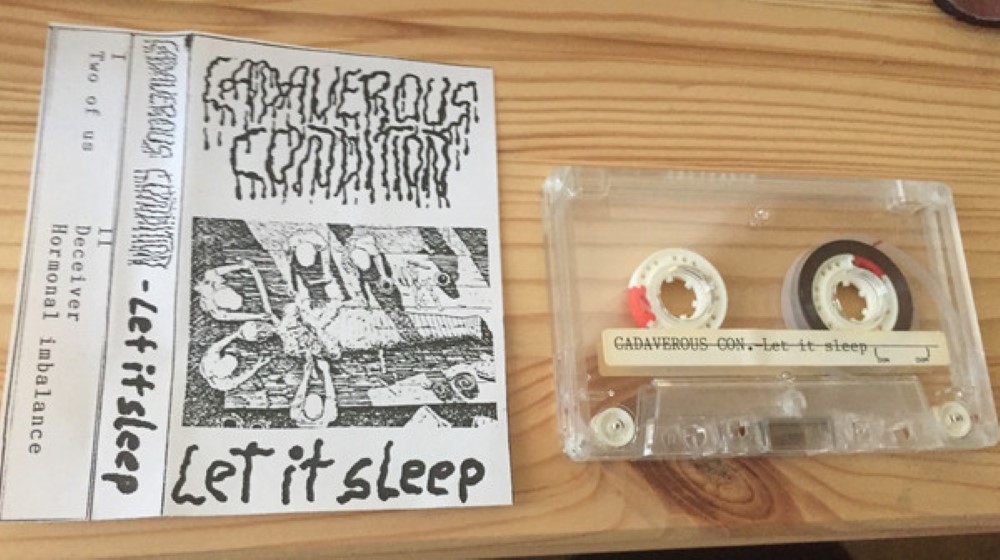 I
Two of us
II
Deceiver
Hormonal imbalance
CADAVEROUS CONDITION - Let it sleep
CADAVEROUS
CONDITION
Let it sleep
CADAVEROUS CON.-Let it sleep